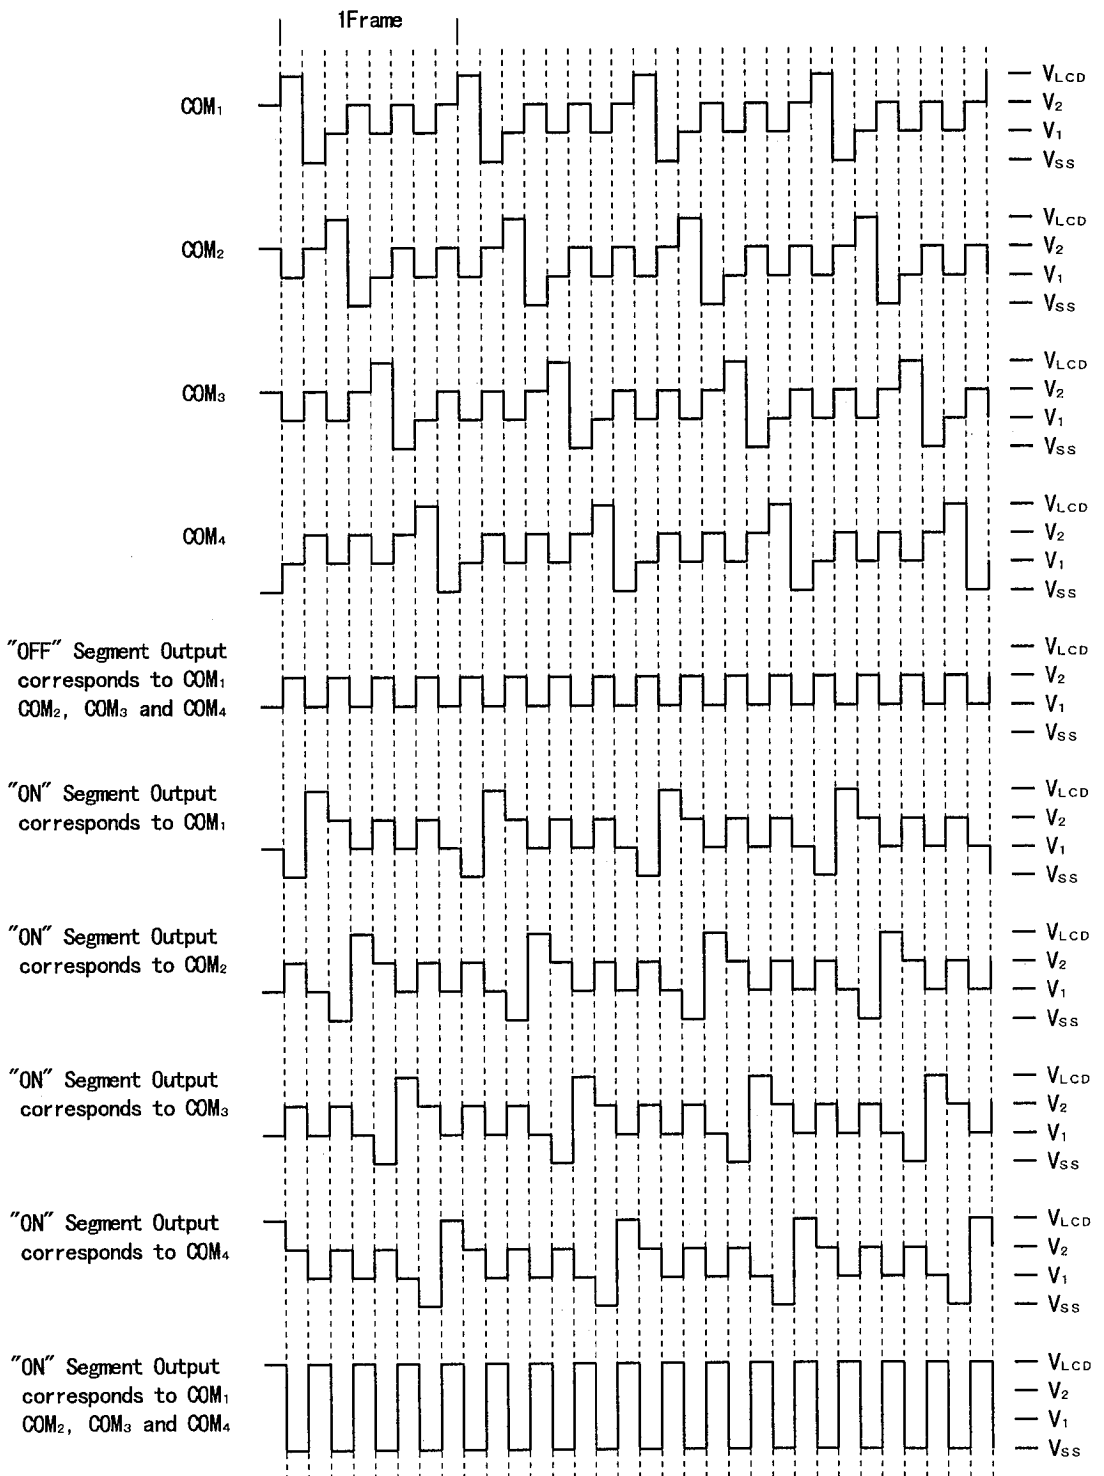 1Frame
COM₁
VLCD
V₂
V₁
VSS
COM₂
VLCD
V₂
V₁
VSS
COM₃
VLCD
V₂
V₁
VSS
COM₄
VLCD
V₂
V₁
VSS
"OFF" Segment Output
corresponds to COM₁
COM₂, COM₃ and COM₄
VLCD
V₂
V₁
VSS
"ON" Segment Output
corresponds to COM₁
VLCD
V₂
V₁
VSS
"ON" Segment Output
corresponds to COM₂
VLCD
V₂
V₁
VSS
"ON" Segment Output
corresponds to COM₃
VLCD
V₂
V₁
VSS
"ON" Segment Output
corresponds to COM₄
VLCD
V₂
V₁
VSS
"ON" Segment Output
corresponds to COM₁
COM₂, COM₃ and COM₄
VLCD
V₂
V₁
VSS